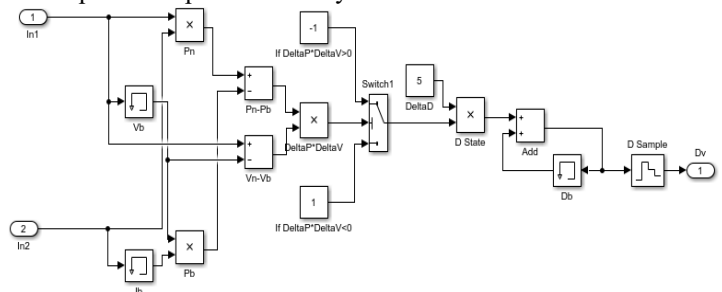 1
In1
×
Pn
-1
If DeltaP*DeltaV>0
Vb
+
−
Pn-Pb
Switch1
5
DeltaD
×
DeltaP*DeltaV
×
D State
+
+
Add
D Sample
Dv
1
+
−
Vn-Vb
Db
1
If DeltaP*DeltaV<0
2
In2
×
Pb